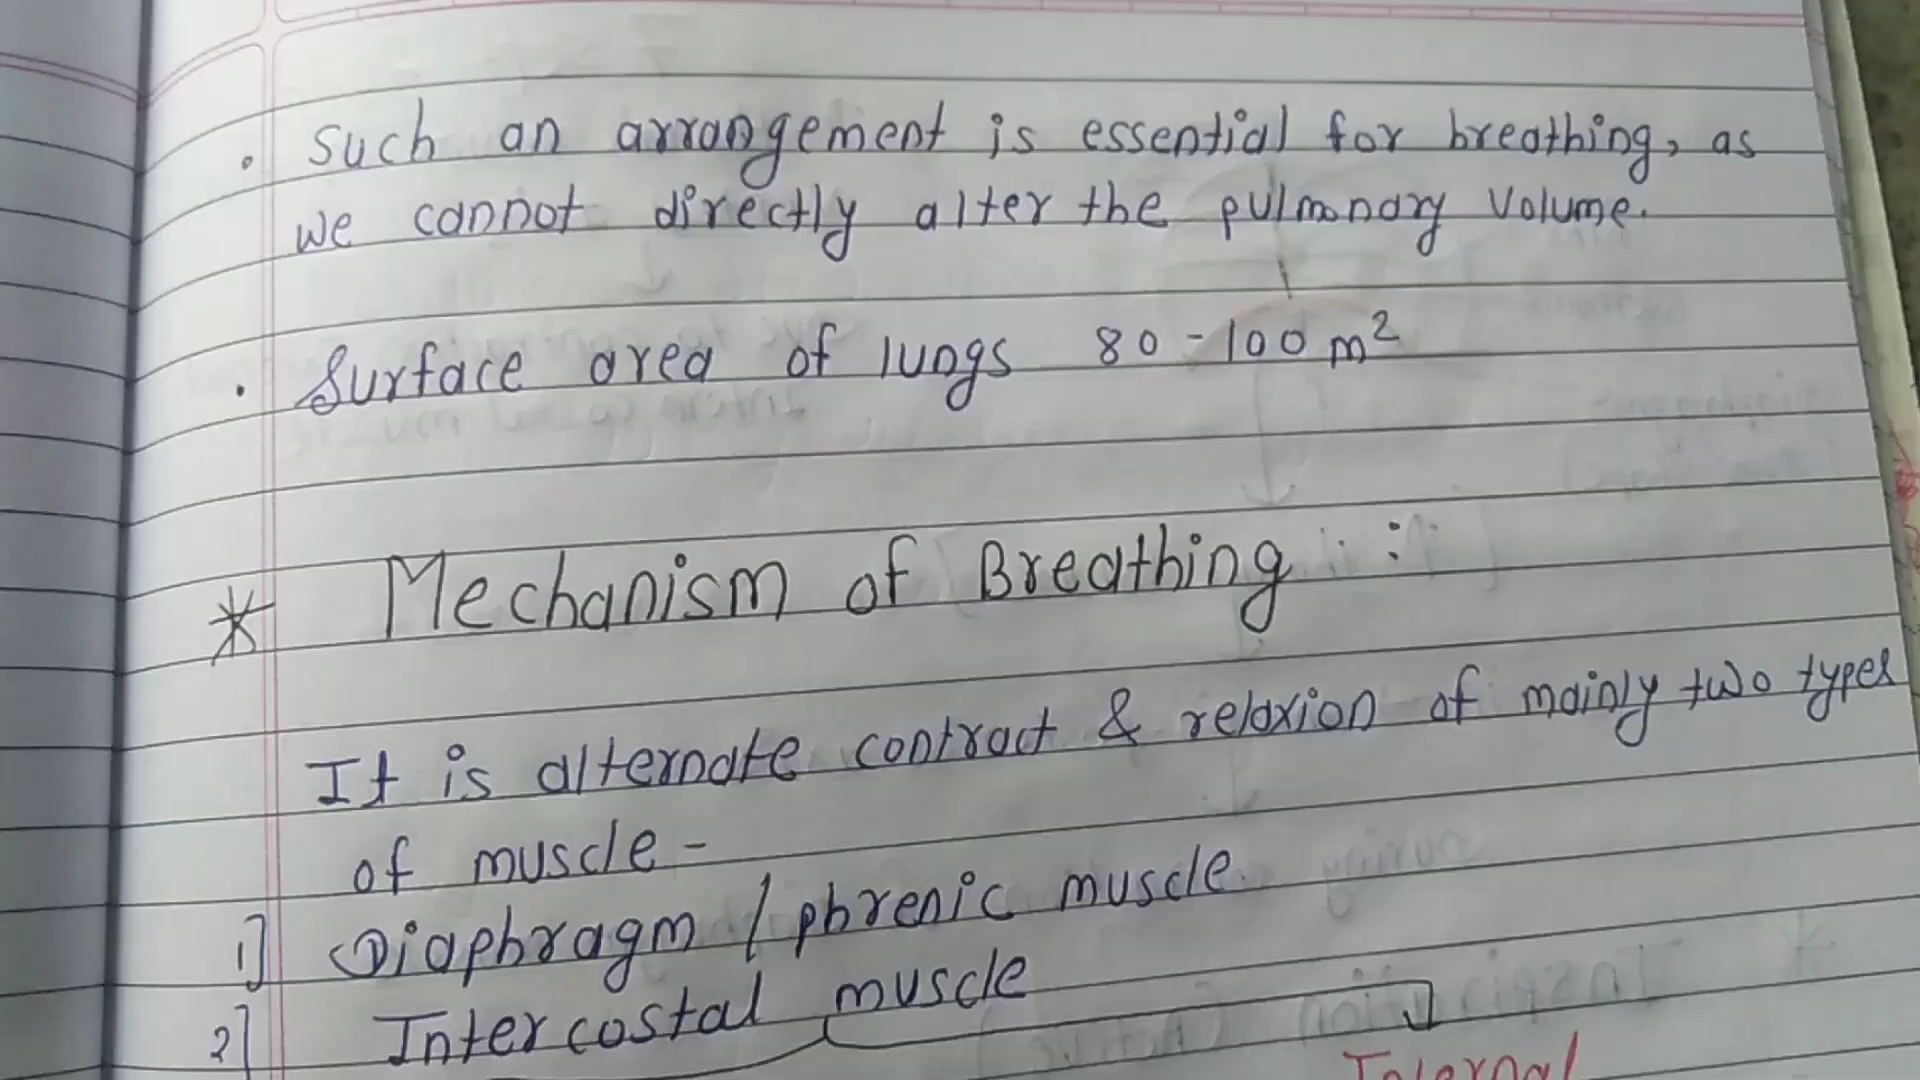 • Such an arrangement is essential for breathing, as
we cannot directly alter the pulmonary volume.
• Surface area of lungs 80-100 m²
* Mechanism of Breathing :
It is alternate contract & relaxion of mainly two types
of muscle -
1] Diaphragm / phrenic muscle
2] Intercostal muscle
Internal